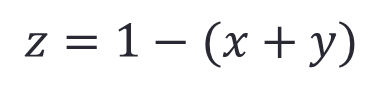 z = 1 − (x + y)